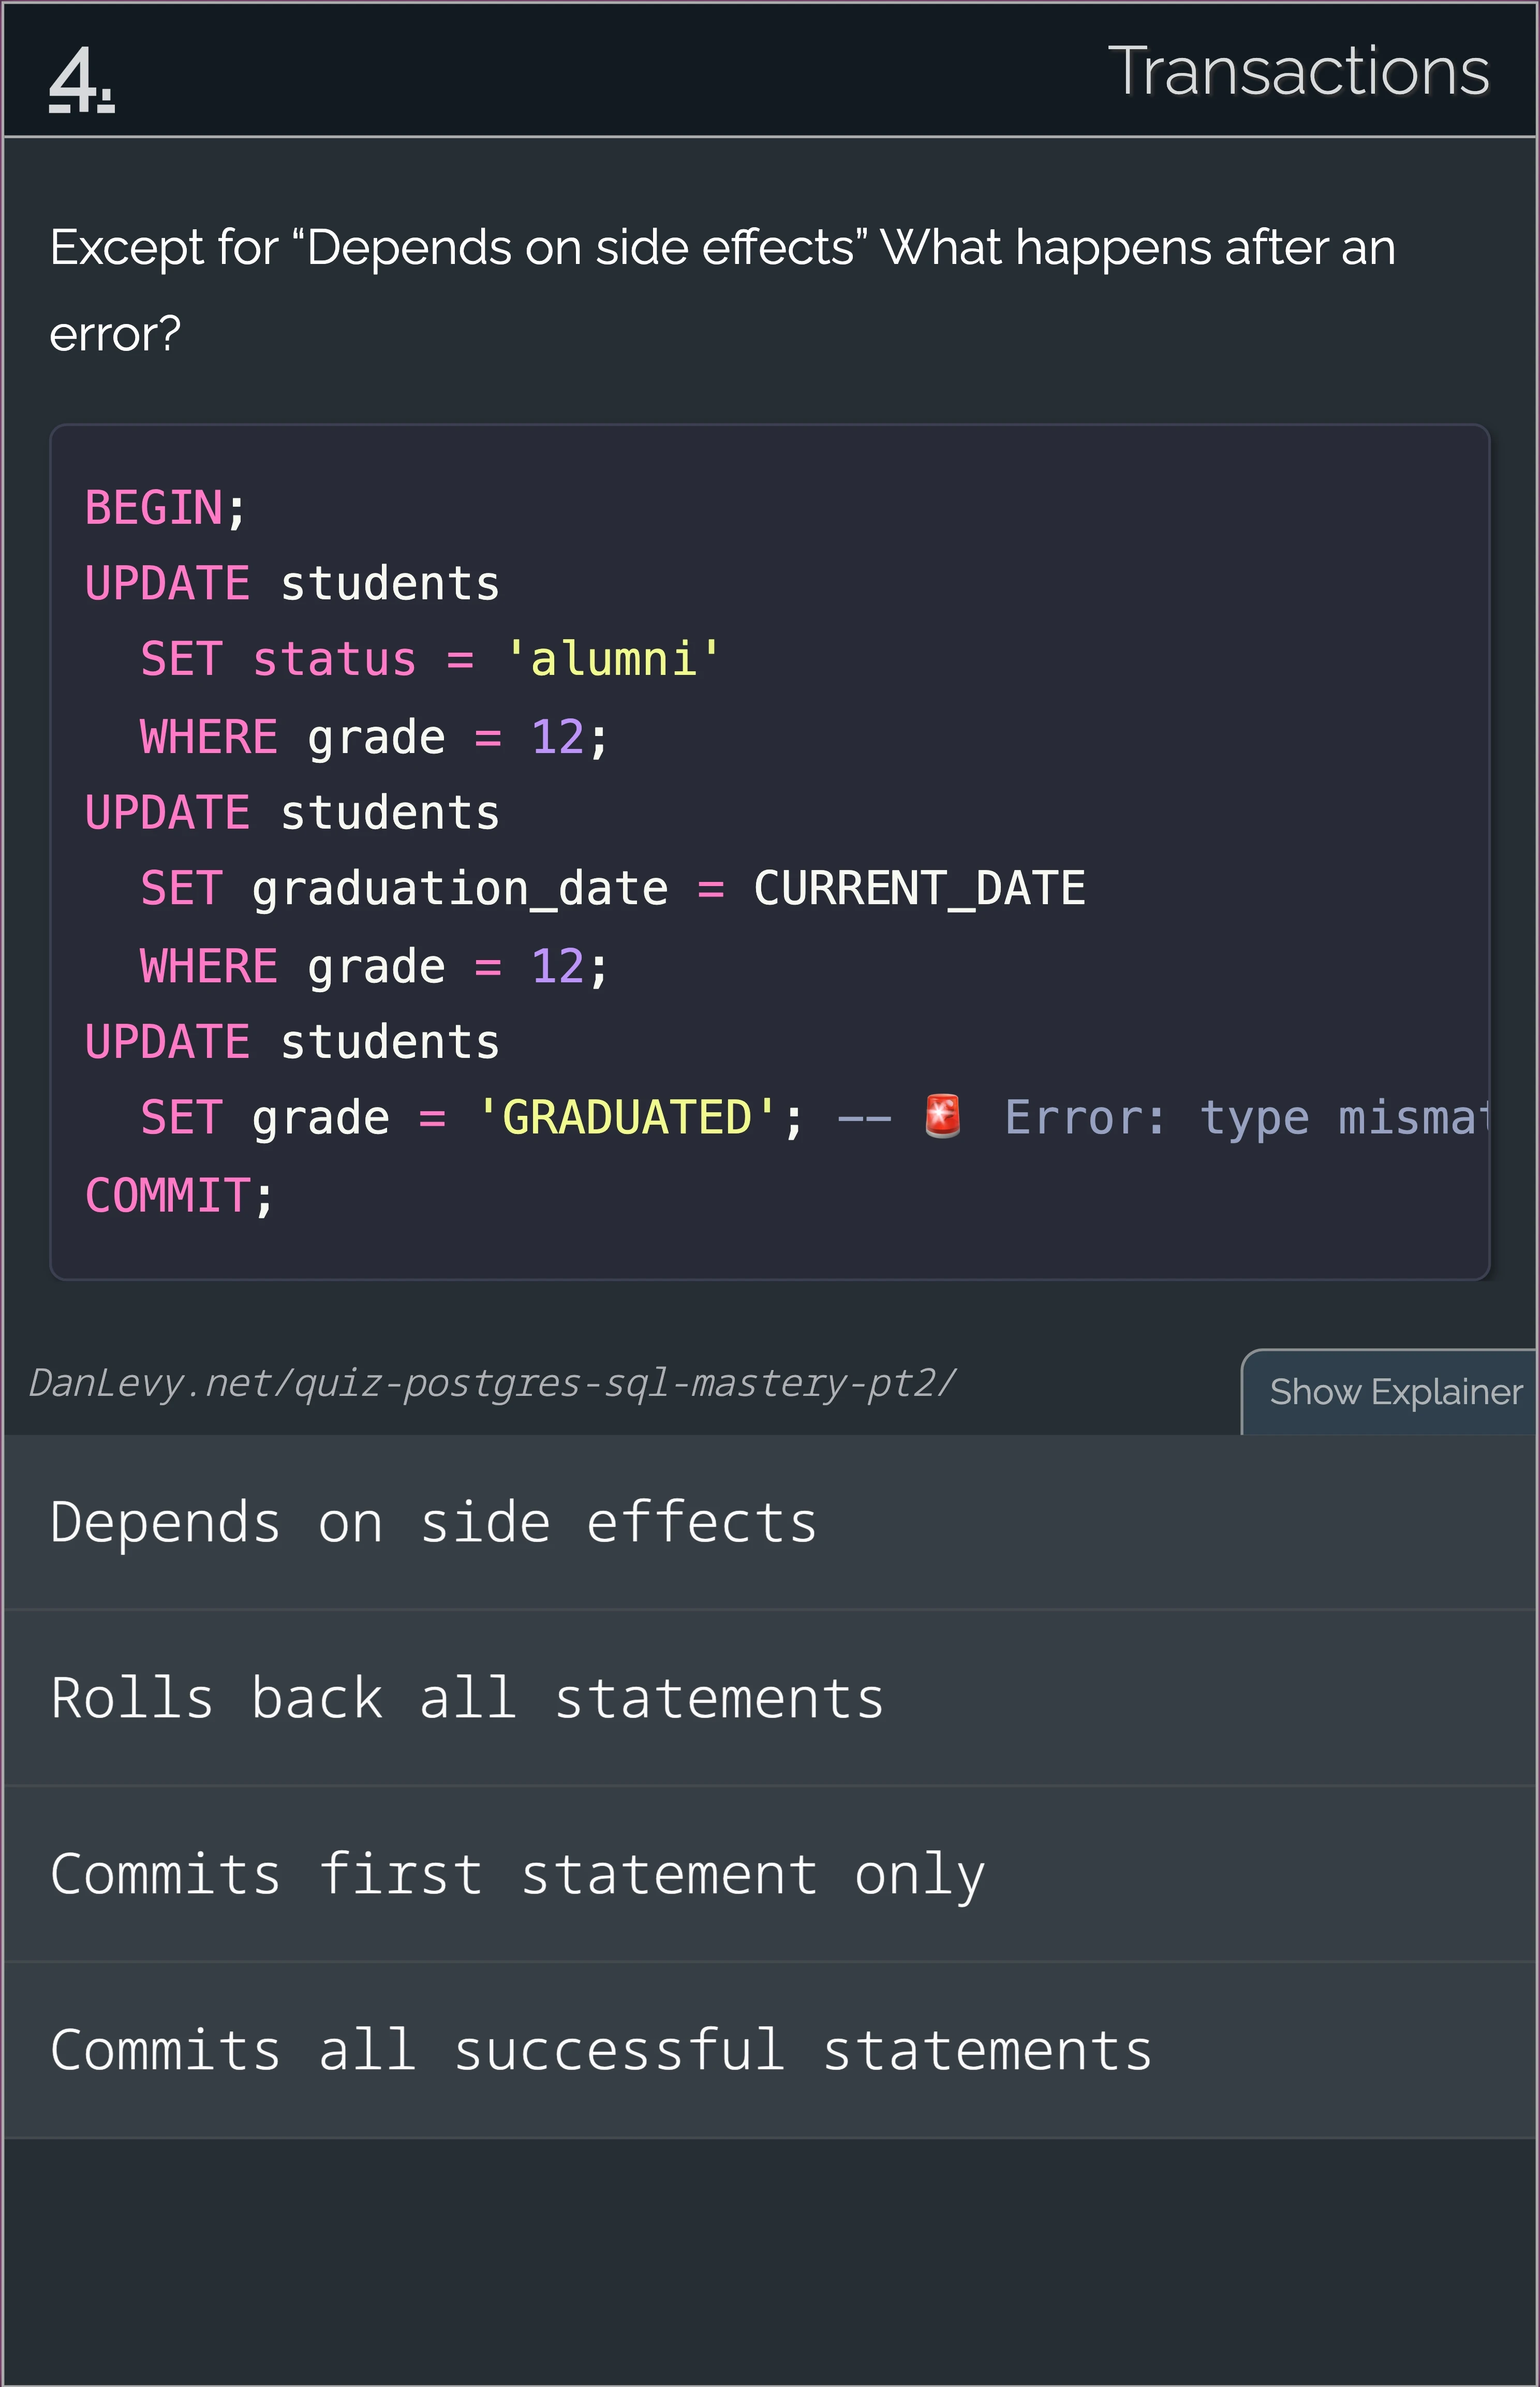 4.
Transactions
Except for “Depends on side effects” What happens after an
error?
BEGIN;
UPDATE students
  SET status = 'alumni'
  WHERE grade = 12;
UPDATE students
  SET graduation_date = CURRENT_DATE
  WHERE grade = 12;
UPDATE students
  SET grade = 'GRADUATED'; -- 🚨 Error: type
COMMIT;
DanLevy.net/quiz-postgres-sql-mastery-pt2/
Show Explainer
Depends on side effects
Rolls back all statements
Commits first statement only
Commits all successful statements